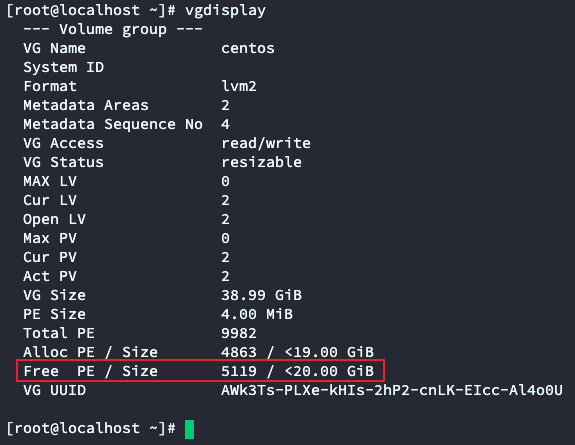 [root@localhost ~]# vgdisplay
  --- Volume group ---
  VG Name               centos
  System ID
  Format                lvm2
  Metadata Areas        2
  Metadata Sequence No  4
  VG Access             read/write
  VG Status             resizable
  MAX LV                0
  Cur LV                2
  Open LV               2
  Max PV                0
  Cur PV                2
  Act PV                2
  VG Size               38.99 GiB
  PE Size               4.00 MiB
  Total PE              9982
  Alloc PE / Size       4863 / <19.00 GiB
  Free  PE / Size       5119 / <20.00 GiB
  VG UUID               AWk3Ts-PLXe-kHIs-2hP2-cnLK-EIcc-Al4o0U
[root@localhost ~]#